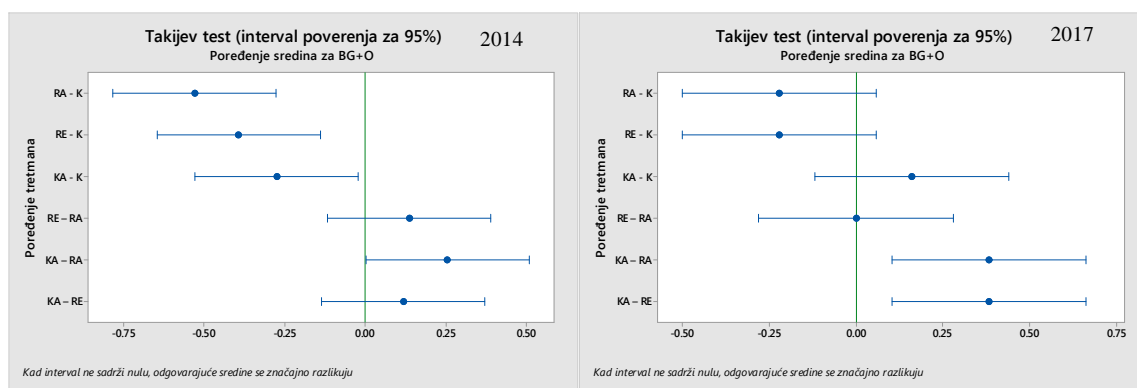 Takijev test (interval poverenja za 95%) 2014
Poređenje sredina za BG+O
Poređenje tretmana
RA - K
RE - K
KA - K
RE – RA
KA – RA
KA – RE
-0.75 -0.50 -0.25 0.00 0.25 0.50
Kad interval ne sadrži nulu, odgovarajuće sredine se značajno razlikuju
Takijev test (interval poverenja za 95%) 2017
Poređenje sredina za BG+O
Poređenje tretmana
RA - K
RE - K
KA - K
RE – RA
KA – RA
KA – RE
-0.50 -0.25 0.00 0.25 0.50 0.75
Kad interval ne sadrži nulu, odgovarajuće sredine se značajno razlikuju